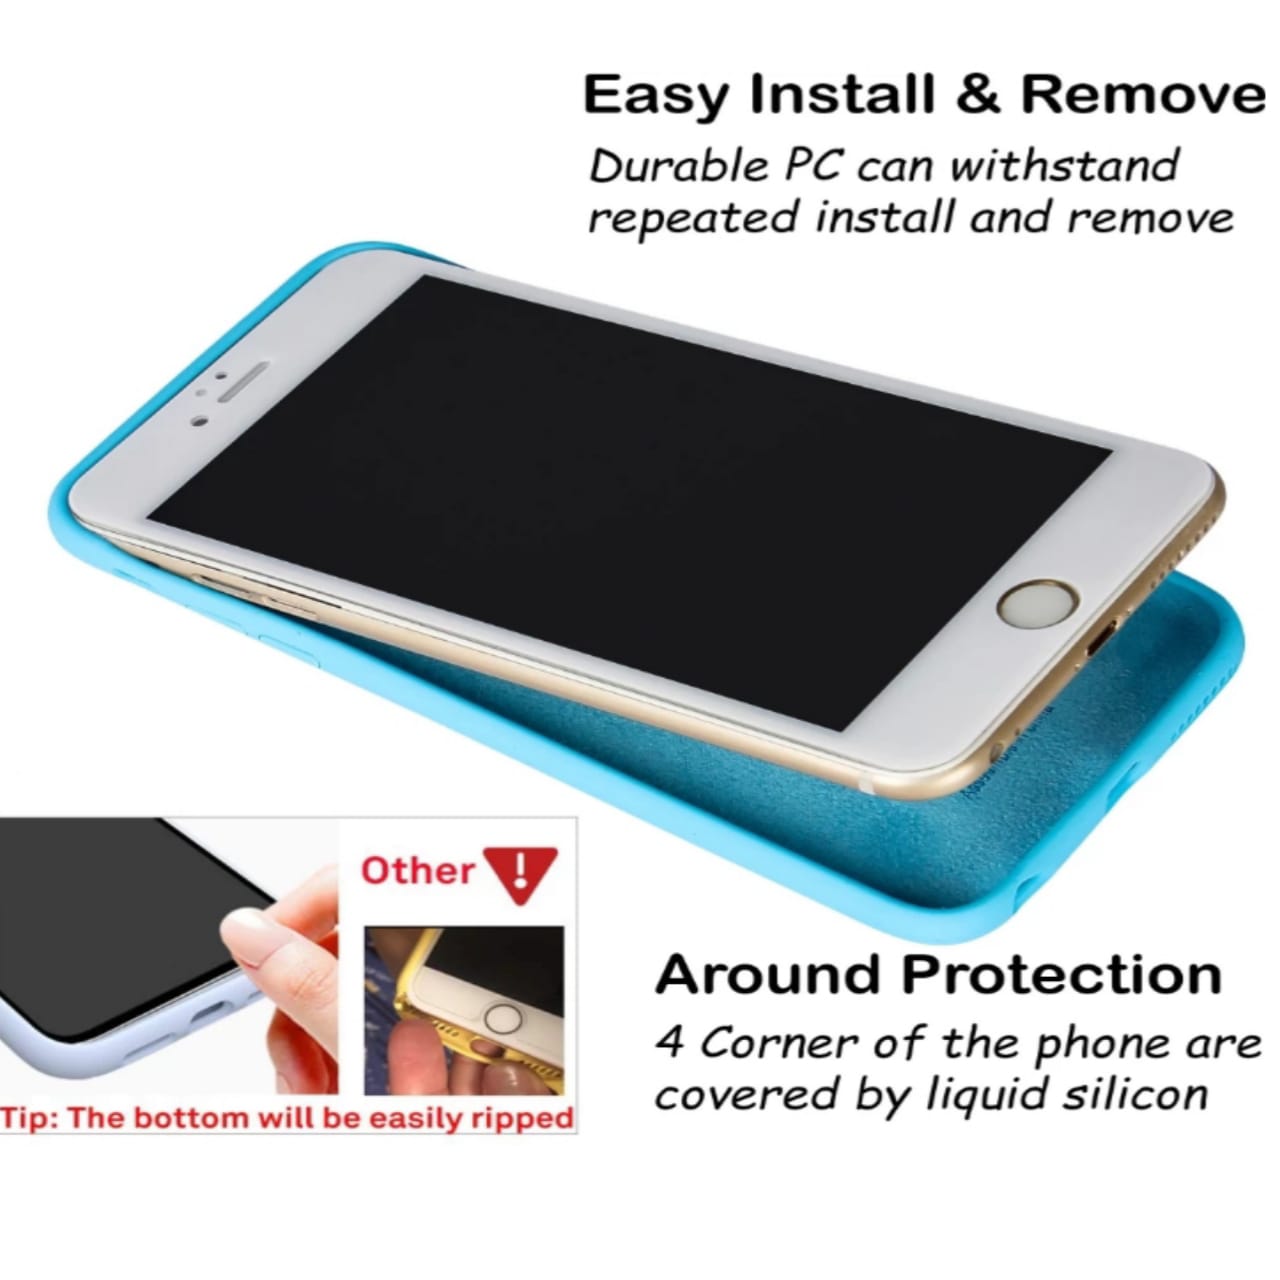 Easy Install & Remove
Durable PC can withstand
repeated install and remove
Other
Tip: The bottom will be easily ripped
Around Protection
4 Corner of the phone are
covered by liquid silicon